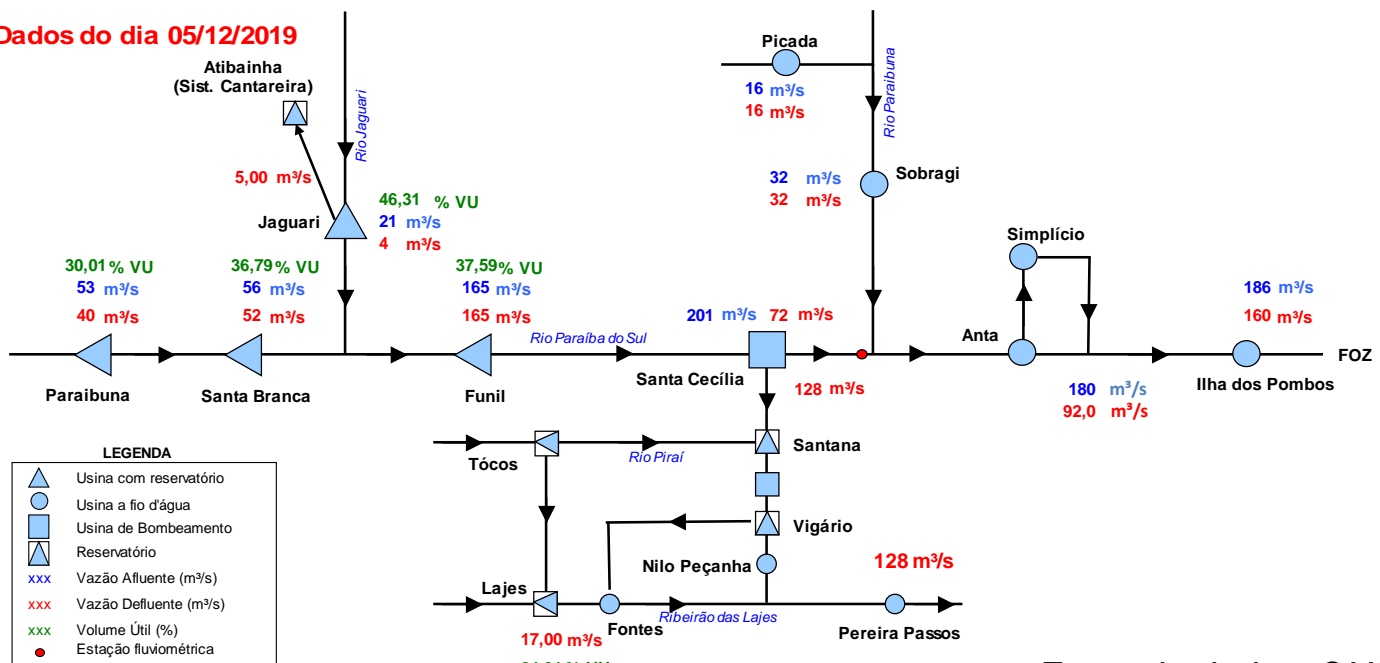 Dados do dia 05/12/2019
Atibainha
(Sist. Cantareira)
Rio Jaguari
5,00 m³/s
Jaguari
46,31 % VU
21 m³/s
4 m³/s
Picada
16 m³/s
16 m³/s
Rio Paraibuna
32 m³/s
32 m³/s
Sobragi
30,01 % VU
53 m³/s
40 m³/s
Paraibuna
36,79 % VU
56 m³/s
52 m³/s
Santa Branca
37,59 % VU
165 m³/s
165 m³/s
Funil
Rio Paraíba do Sul
201 m³/s 72 m³/s
Santa Cecília
128 m³/s
Simplício
Anta
180 m³/s
92,0 m³/s
186 m³/s
160 m³/s
Ilha dos Pombos
FOZ
Tócos
Rio Piraí
Santana
Vigário
Nilo Peçanha
128 m³/s
Lajes
17,00 m³/s
Fontes
Ribeirão das Lajes
Pereira Passos
LEGENDA
Usina com reservatório
Usina a fio d'água
Usina de Bombeamento
Reservatório
xxx Vazão Afluente (m³/s)
xxx Vazão Defluente (m³/s)
xxx Volume Útil (%)
Estação fluviométrica